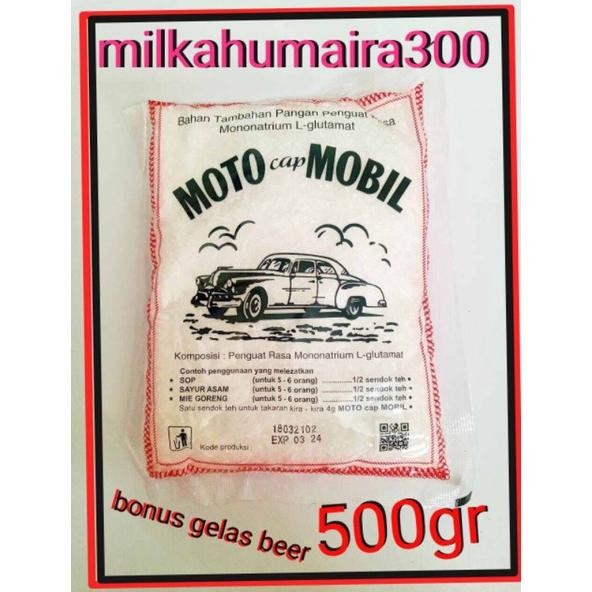 milkahumaira300
Bahan Tambahan Pangan Penguat Rasa
Mononatrium L-glutamat
MOTO cap MOBIL
Komposisi : Penguat Rasa Mononatrium L-glutamat
Contoh penggunaan yang melezatkan
• SOP (untuk 5 - 6 orang) ............1/2 sendok teh •
• SAYUR ASAM (untuk 5 - 6 orang) ............1/2 sendok teh •
• MIE GORENG (untuk 5 - 6 orang) ............1/2 sendok teh •
Satu sendok teh untuk takaran kira - kira 4g MOTO cap MOBIL •
18032102
EXP 03 24
Kode produksi :
bonus gelas beer 500gr